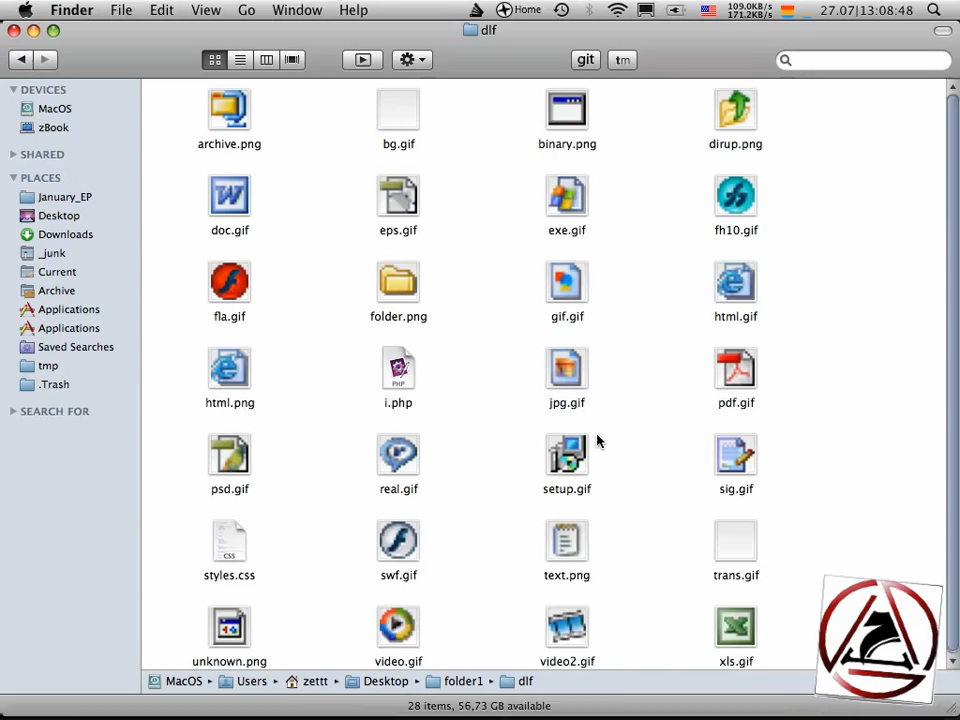 Finder File Edit View Go Window Help Home 109.0KB/s 171.2KB/s 27.07|13:08:48
dlf
git tm
DEVICES
MacOS
zBook
SHARED
PLACES
January_EP
Desktop
Downloads
_junk
Current
Archive
Applications
Applications
Saved Searches
tmp
.Trash
SEARCH FOR
archive.png bg.gif binary.png dirup.png
doc.gif eps.gif exe.gif fh10.gif
fla.gif folder.png gif.gif html.gif
html.png i.php jpg.gif pdf.gif
psd.gif real.gif setup.gif sig.gif
styles.css swf.gif text.png trans.gif
unknown.png video.gif video2.gif xls.gif
MacOS Users zettt Desktop folder1 dlf
28 items, 56,73 GB available